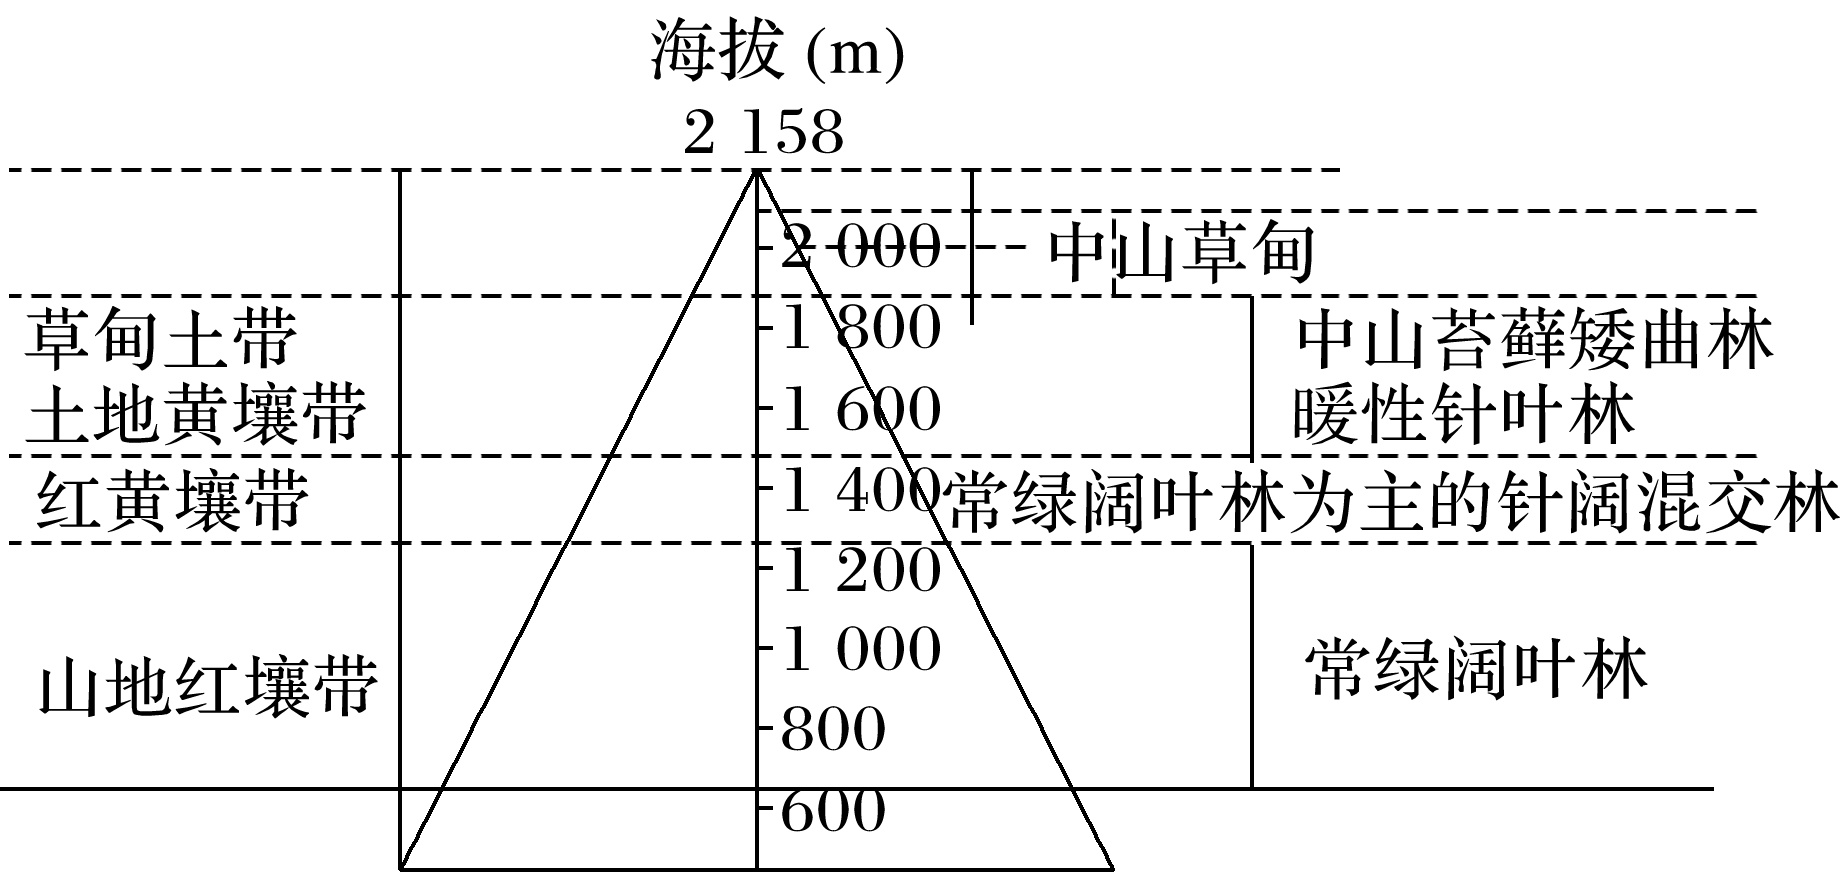 海拔 (m)
2 158
2 000
中山草甸
1 800
草甸土带
中山苔藓矮曲林
1 600
土地黄壤带
暖性针叶林
1 400
红黄壤带
常绿阔叶林为主的针阔混交林
1 200
1 000
山地红壤带
常绿阔叶林
800
600